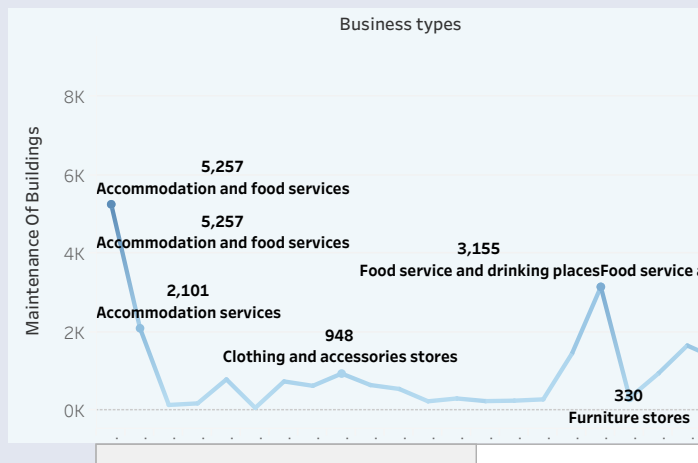 Business types
Maintenance Of Buildings
8K
6K
4K
2K
0K
5,257
Accommodation and food services
5,257
Accommodation and food services
2,101
Accommodation services
948
Clothing and accessories stores
3,155
Food service and drinking placesFood service
330
Furniture stores